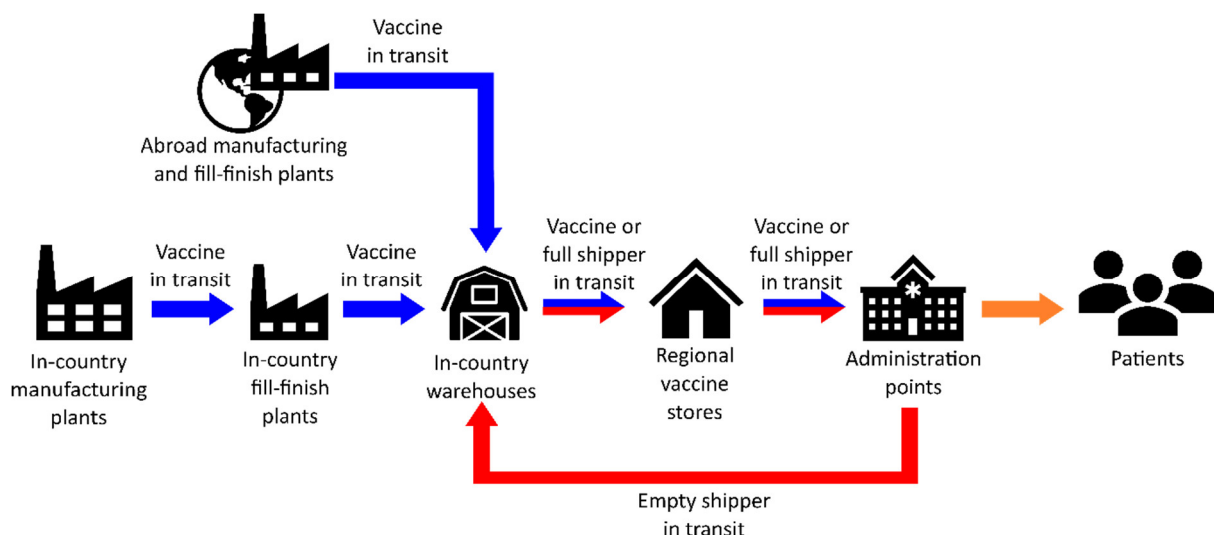 Vaccine
in transit
Abroad manufacturing
and fill-finish plants
Vaccine
in transit
Vaccine
in transit
Vaccine or
full shipper
in transit
Vaccine or
full shipper
in transit
In-country
manufacturing
plants
In-country
fill-finish
plants
In-country
warehouses
Regional
vaccine
stores
Administration
points
Patients
Empty shipper
in transit